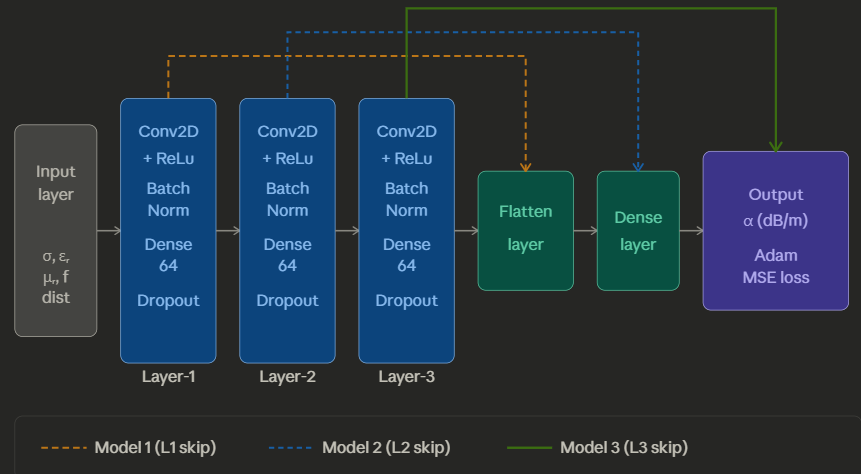 Input
layer
σ, εᵣ
μᵣ, f
dist
Conv2D
+ ReLu
Batch
Norm
Dense
64
Dropout
Layer-1
Conv2D
+ ReLu
Batch
Norm
Dense
64
Dropout
Layer-2
Conv2D
+ ReLu
Batch
Norm
Dense
64
Dropout
Layer-3
Flatten
layer
Dense
layer
Output
α (dB/m)
Adam
MSE loss
Model 1 (L1 skip)
Model 2 (L2 skip)
Model 3 (L3 skip)